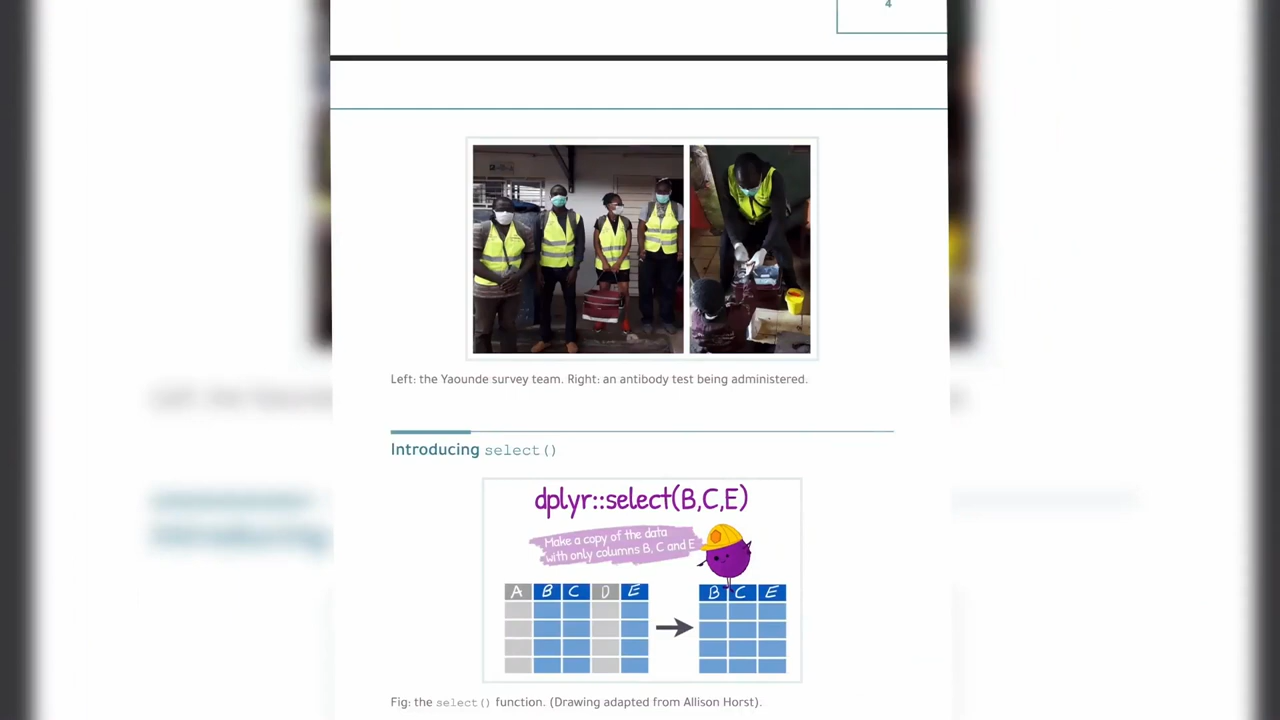 4
Left: the Yaounde survey team. Right: an antibody test being administered.
Introducing select()
dplyr::select(B,C,E)
Make a copy of the data
with only columns B, C and E
A B C D E
B C E
Fig: the select() function. (Drawing adapted from Allison Horst).